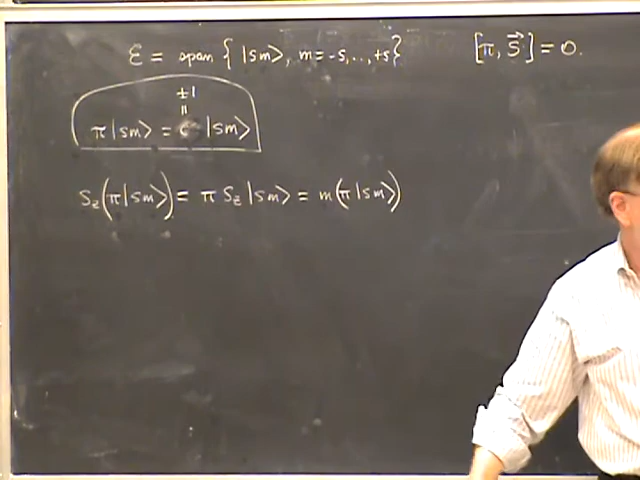 ℰ = span { |sm⟩, m = -s, .., +s }   [π, S⃗] = 0.
±1
=
π|sm⟩ = c |sm⟩
S_z(π|sm⟩) = π S_z |sm⟩ = m(π|sm⟩)